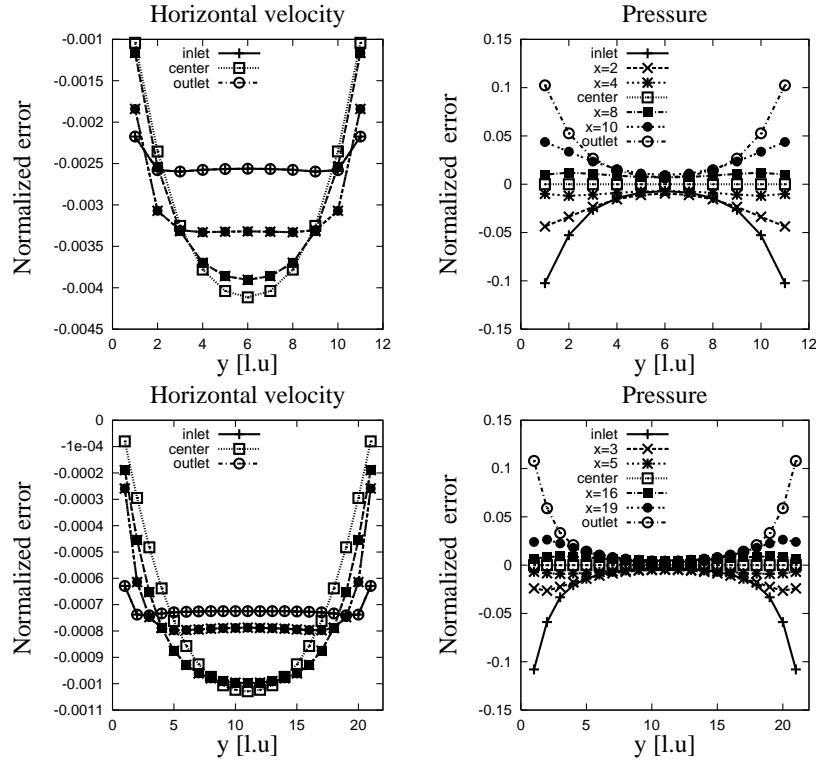 Horizontal velocity
-0.001
-0.0015
-0.002
-0.0025
-0.003
-0.0035
-0.004
-0.0045
0 2 4 6 8 10 12
Normalized error
y [l.u]
inlet
center
outlet
Pressure
0.15
0.1
0.05
0
-0.05
-0.1
-0.15
0 2 4 6 8 10 12
Normalized error
y [l.u]
inlet
x=2
x=4
center
x=8
x=10
outlet
Horizontal velocity
0
-1e-04
-0.0002
-0.0003
-0.0004
-0.0005
-0.0006
-0.0007
-0.0008
-0.0009
-0.001
-0.0011
0 5 10 15 20
Normalized error
y [l.u]
inlet
center
outlet
Pressure
0.15
0.1
0.05
0
-0.05
-0.1
-0.15
0 5 10 15 20
Normalized error
y [l.u]
inlet
x=3
x=5
center
x=16
x=19
outlet